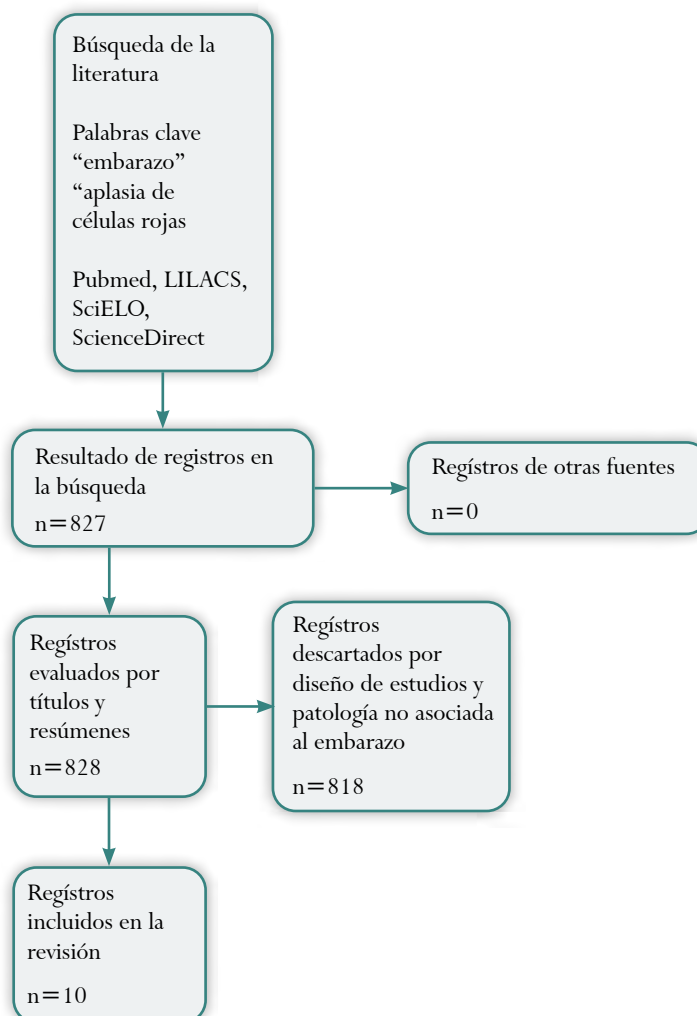 Búsqueda de la
literatura
Palabras clave
“embarazo”
“aplasia de
células rojas
Pubmed, LILACS,
SciELO,
ScienceDirect
Resultado de registros en
la búsqueda
n=827
Regístros de otras fuentes
n=0
Regístros
evaluados por
títulos y
resúmenes
n=828
Regístros
descartados por
diseño de estudios y
patología no asociada
al embarazo
n=818
Regístros
incluidos en la
revisión
n=10